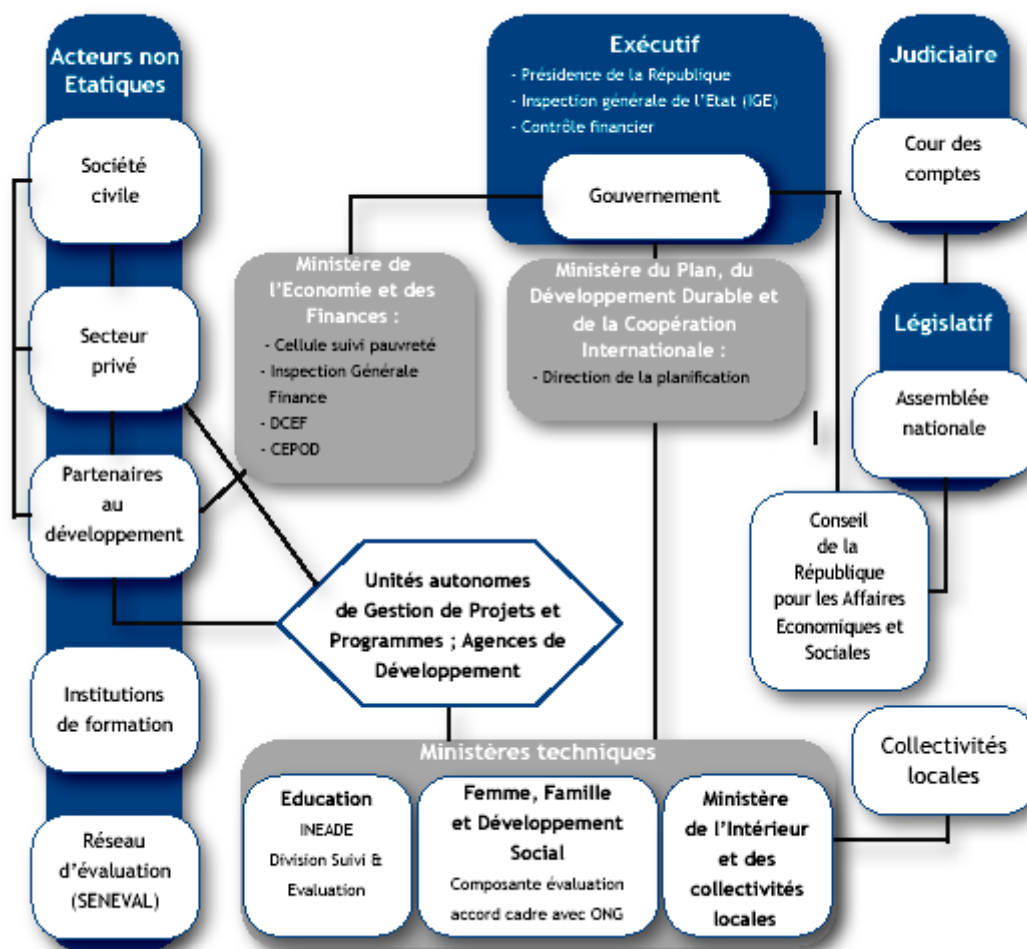 Acteurs non
Etatiques
Société
civile
Secteur
privé
Partenaires
au
développement
Institutions
de formation
Réseau
d'évaluation
(SENEVAL)
Exécutif
- Présidence de la République
- Inspection générale de l'Etat (IGE)
- Contrôle financier
Gouvernement
Ministère de
l'Economie et des
Finances :
- Cellule suivi pauvreté
- Inspection Générale
Finance
- DCEF
- CEPOD
Ministère du Plan, du
Développement Durable et
de la Coopération
Internationale :
- Direction de la planification
Judiciaire
Cour des
comptes
Législatif
Assemblée
nationale
Conseil
de la
République
pour les Affaires
Economiques et
Sociales
Unités autonomes
de Gestion de Projets et
Programmes ; Agences de
Développement
Ministères techniques
Education
INEADE
Division Suivi &
Evaluation
Femme, Famille
et Développement
Social
Composante évaluation
accord cadre avec ONG
Ministère
de l'Intérieur
et des
collectivités
locales
Collectivités
locales